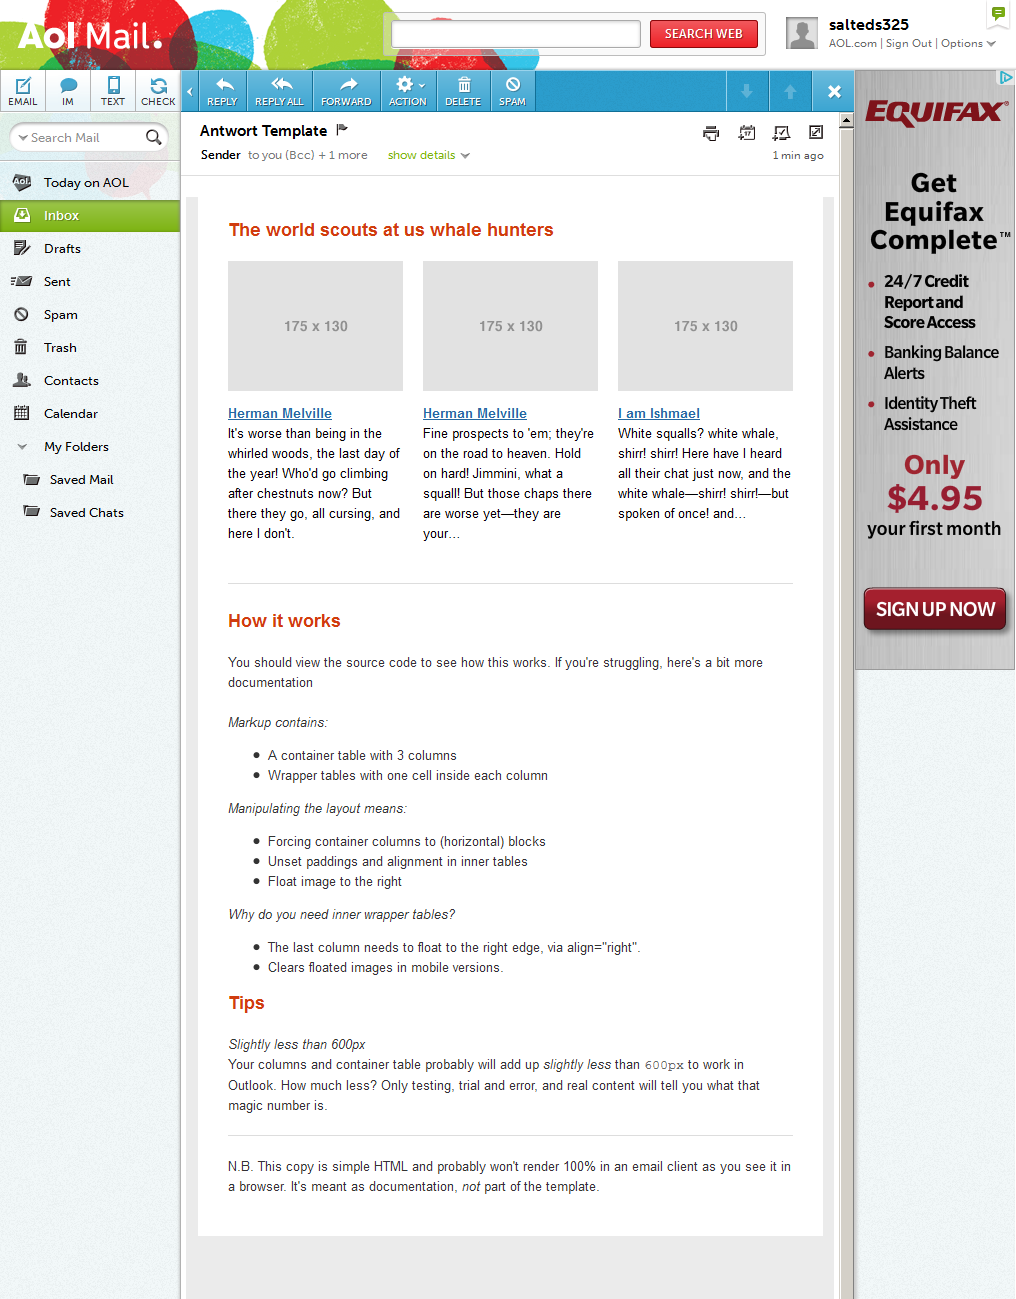 Aol Mail.
SEARCH WEB
salteds325
AOL.com | Sign Out | Options
EMAIL
IM
TEXT
CHECK
REPLY
REPLY ALL
FORWARD
ACTION
DELETE
SPAM
Search Mail
Today on AOL
Inbox
Drafts
Sent
Spam
Trash
Contacts
Calendar
My Folders
Saved Mail
Saved Chats
Antwort Template
Sender to you (Bcc) + 1 more show details
1 min ago
The world scouts at us whale hunters
175 x 130
175 x 130
175 x 130
Herman Melville
It's worse than being in the
whirled woods, the last day of
the year! Who'd go climbing
after chestnuts now? But
there they go, all cursing, and
here I don't.
Herman Melville
Fine prospects to 'em; they're
on the road to heaven. Hold
on hard! Jimmini, what a
squall! But those chaps there
are worse yet—they are
your…
I am Ishmael
White squalls? white whale,
shirr! shirr! Here have I heard
all their chat just now, and the
white whale—shirr! shirr!—but
spoken of once! and…
How it works
You should view the source code to see how this works. If you're struggling, here's a bit more
documentation
Markup contains:
• A container table with 3 columns
• Wrapper tables with one cell inside each column
Manipulating the layout means:
• Forcing container columns to (horizontal) blocks
• Unset paddings and alignment in inner tables
• Float image to the right
Why do you need inner wrapper tables?
• The last column needs to float to the right edge, via align="right".
• Clears floated images in mobile versions.
Tips
Slightly less than 600px
Your columns and container table probably will add up slightly less than 600px to work in
Outlook. How much less? Only testing, trial and error, and real content will tell you what that
magic number is.
N.B. This copy is simple HTML and probably won't render 100% in an email client as you see it in
a browser. It's meant as documentation, not part of the template.
EQUIFAX®
Get
Equifax
Complete™
• 24/7 Credit
Report and
Score Access
• Banking Balance
Alerts
• Identity Theft
Assistance
Only
$4.95
your first month
SIGN UP NOW